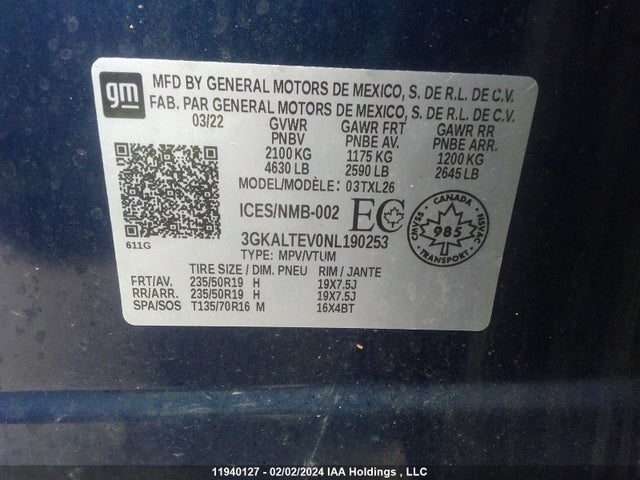 gm
MFD BY GENERAL MOTORS DE MEXICO, S. DE R.L. DE C.V.
FAB. PAR GENERAL MOTORS DE MEXICO, S. DE R.L. DE C.V.
03/22 GVWR GAWR FRT GAWR RR
PNBV PNBE AV. PNBE ARR.
2100 KG 1175 KG 1200 KG
4630 LB 2590 LB 2645 LB
MODEL/MODÈLE: 03TXL26
ICES/NMB-002 EC
CANADA
CMVSS NSVAC
985
TRANSPORT
611G
3GKALTEV0NL190253
TYPE: MPV/VTUM
TIRE SIZE / DIM. PNEU RIM / JANTE
FRT/AV. 235/50R19 H 19X7.5J
RR/ARR. 235/50R19 H 19X7.5J
SPA/SOS T135/70R16 M 16X4BT
11940127 - 02/02/2024 IAA Holdings , LLC